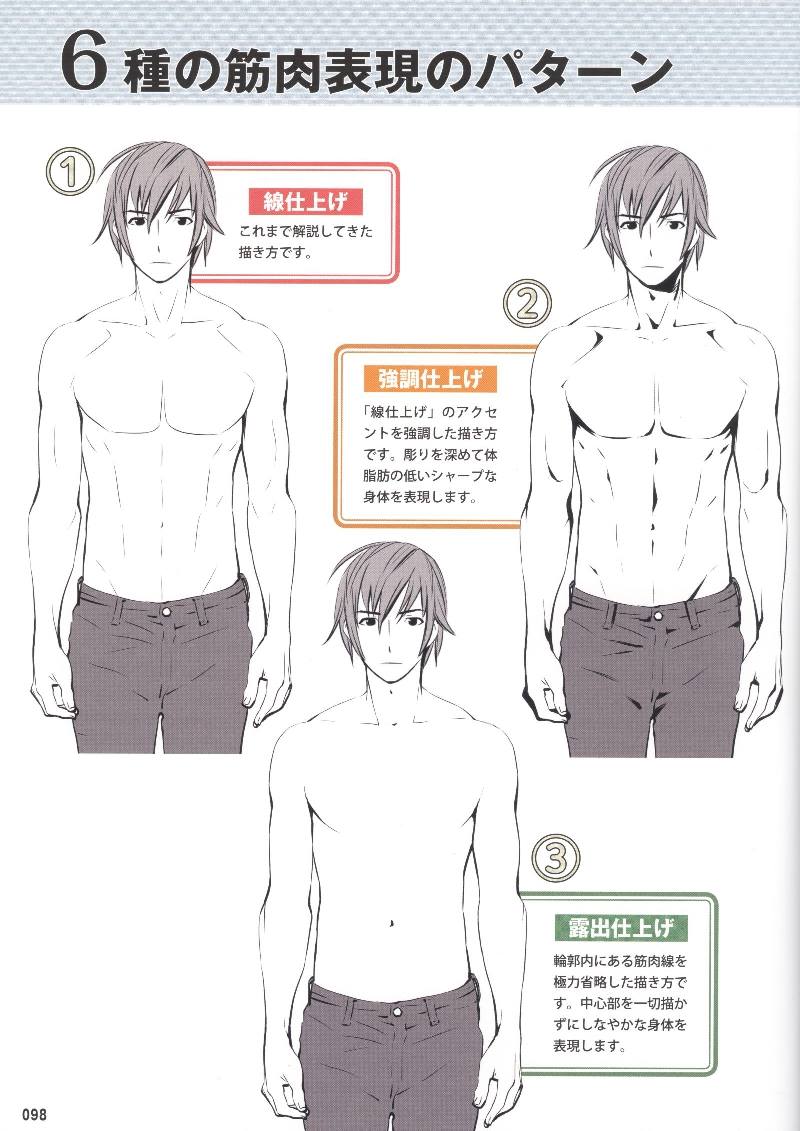 6種の筋肉表現のパターン
1
線仕上げ
これまで解説してきた
描き方です。
2
強調仕上げ
「線仕上げ」のアクセ
ントを強調した描き方
です。彫りを深めて体
脂肪の低いシャープな
身体を表現します。
3
露出仕上げ
輪郭内にある筋肉線を
極力省略した描き方で
す。中心部を一切描か
ずにしなやかな身体を
表現します。
098